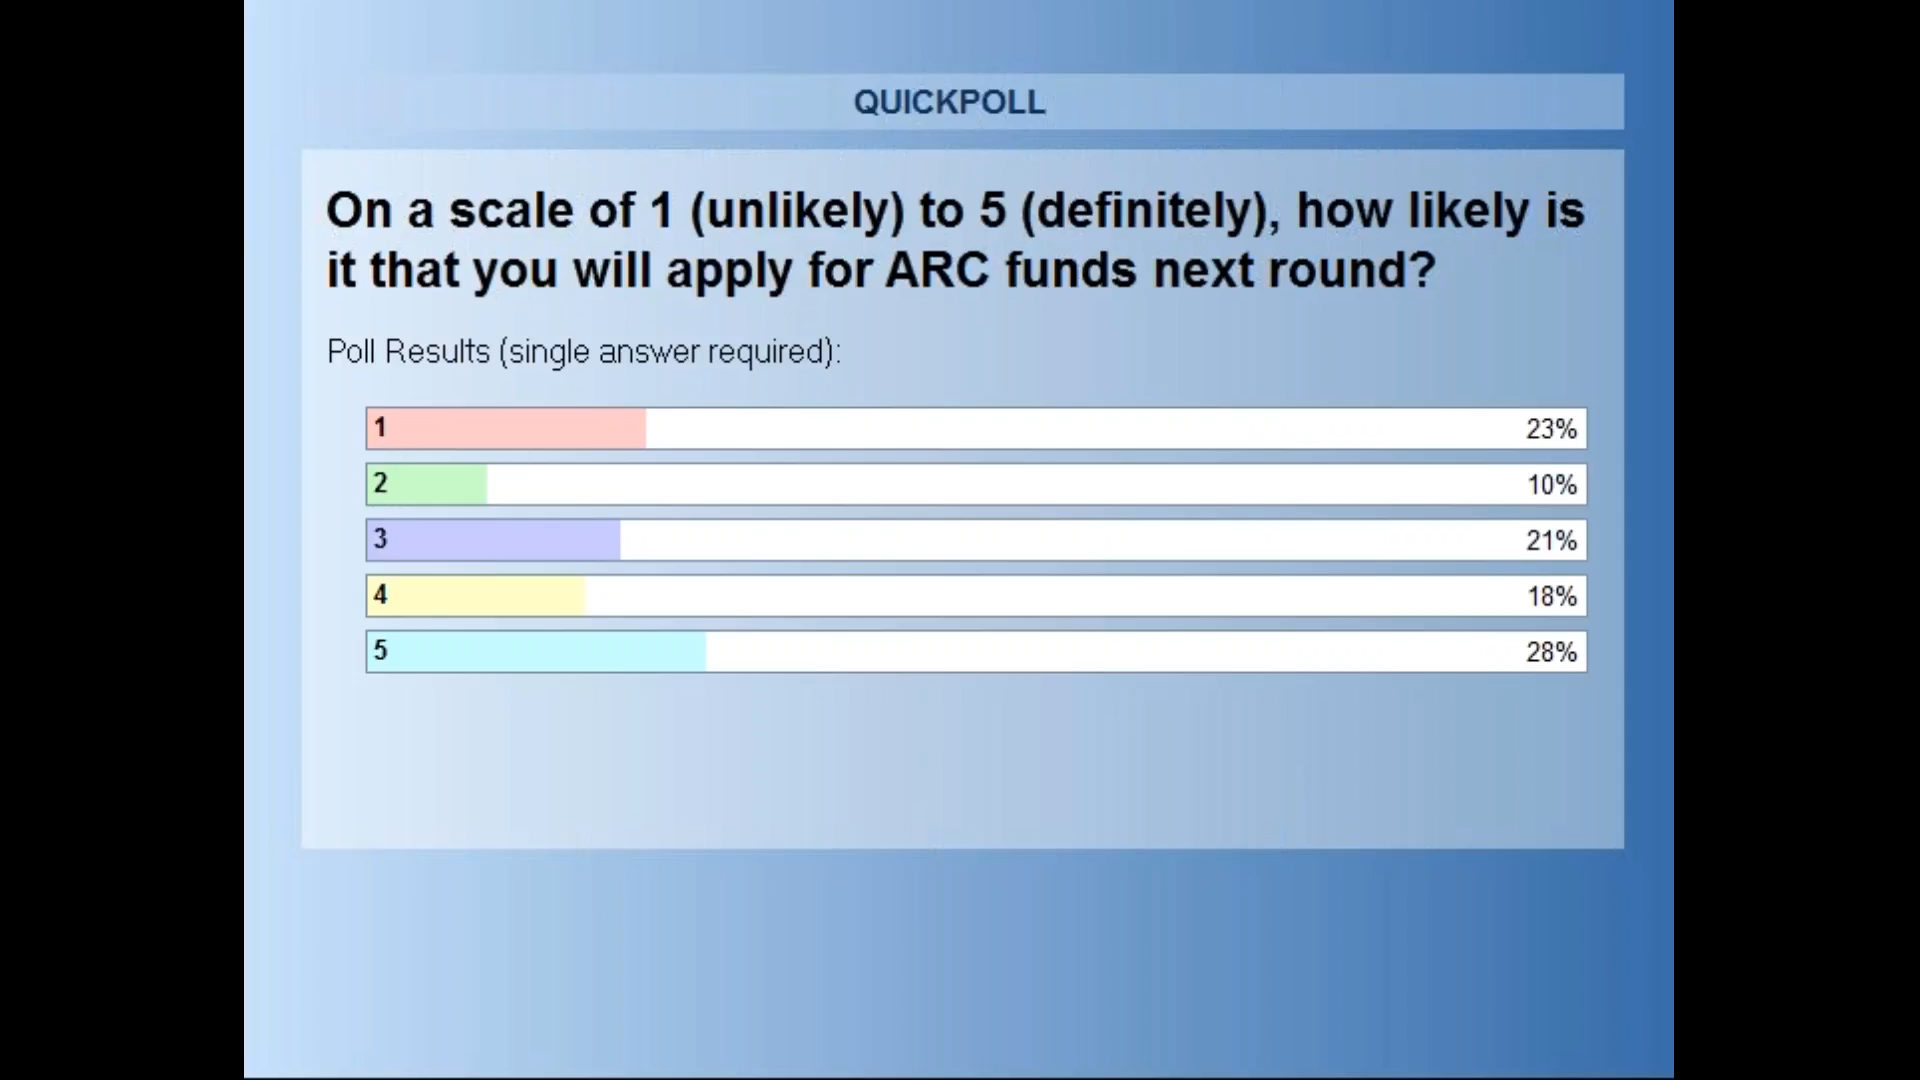 QUICKPOLL
On a scale of 1 (unlikely) to 5 (definitely), how likely is
it that you will apply for ARC funds next round?
Poll Results (single answer required):
1 23%
2 10%
3 21%
4 18%
5 28%